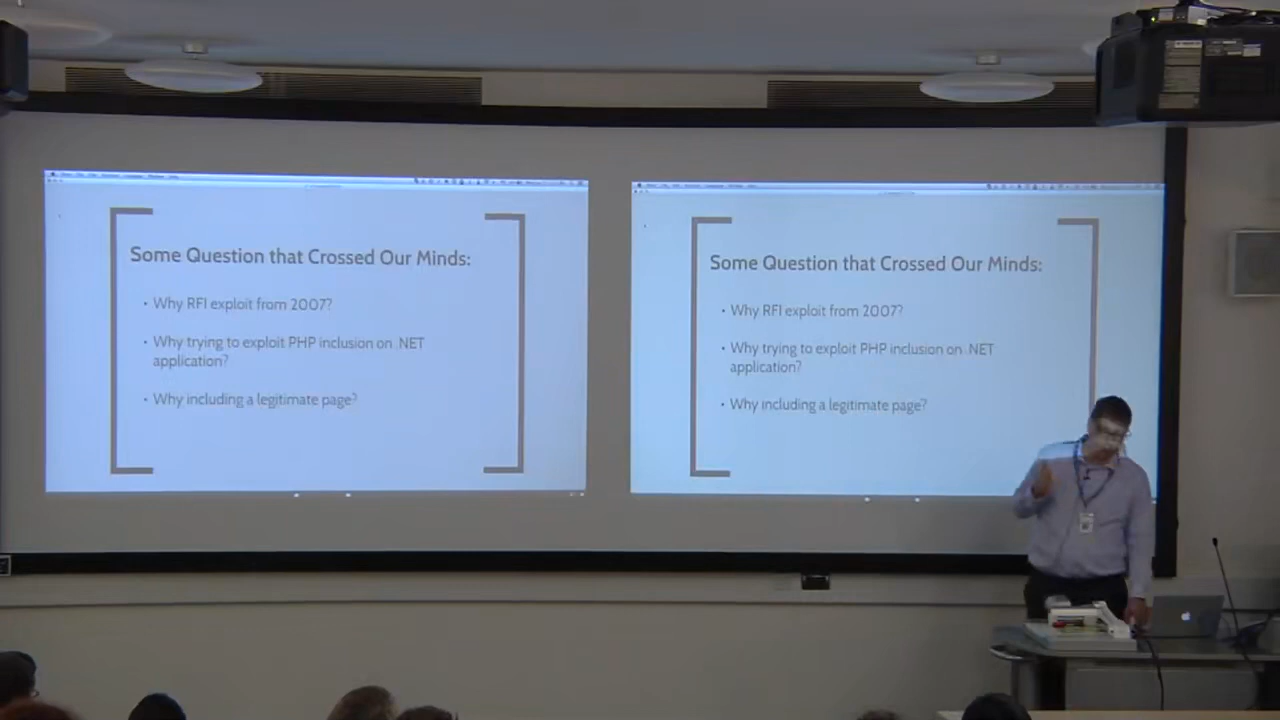 Some Question that Crossed Our Minds:
• Why RFI exploit from 2007?
• Why trying to exploit PHP inclusion on .NET
application?
• Why including a legitimate page?
Some Question that Crossed Our Minds:
• Why RFI exploit from 2007?
• Why trying to exploit PHP inclusion on .NET
application?
• Why including a legitimate page?